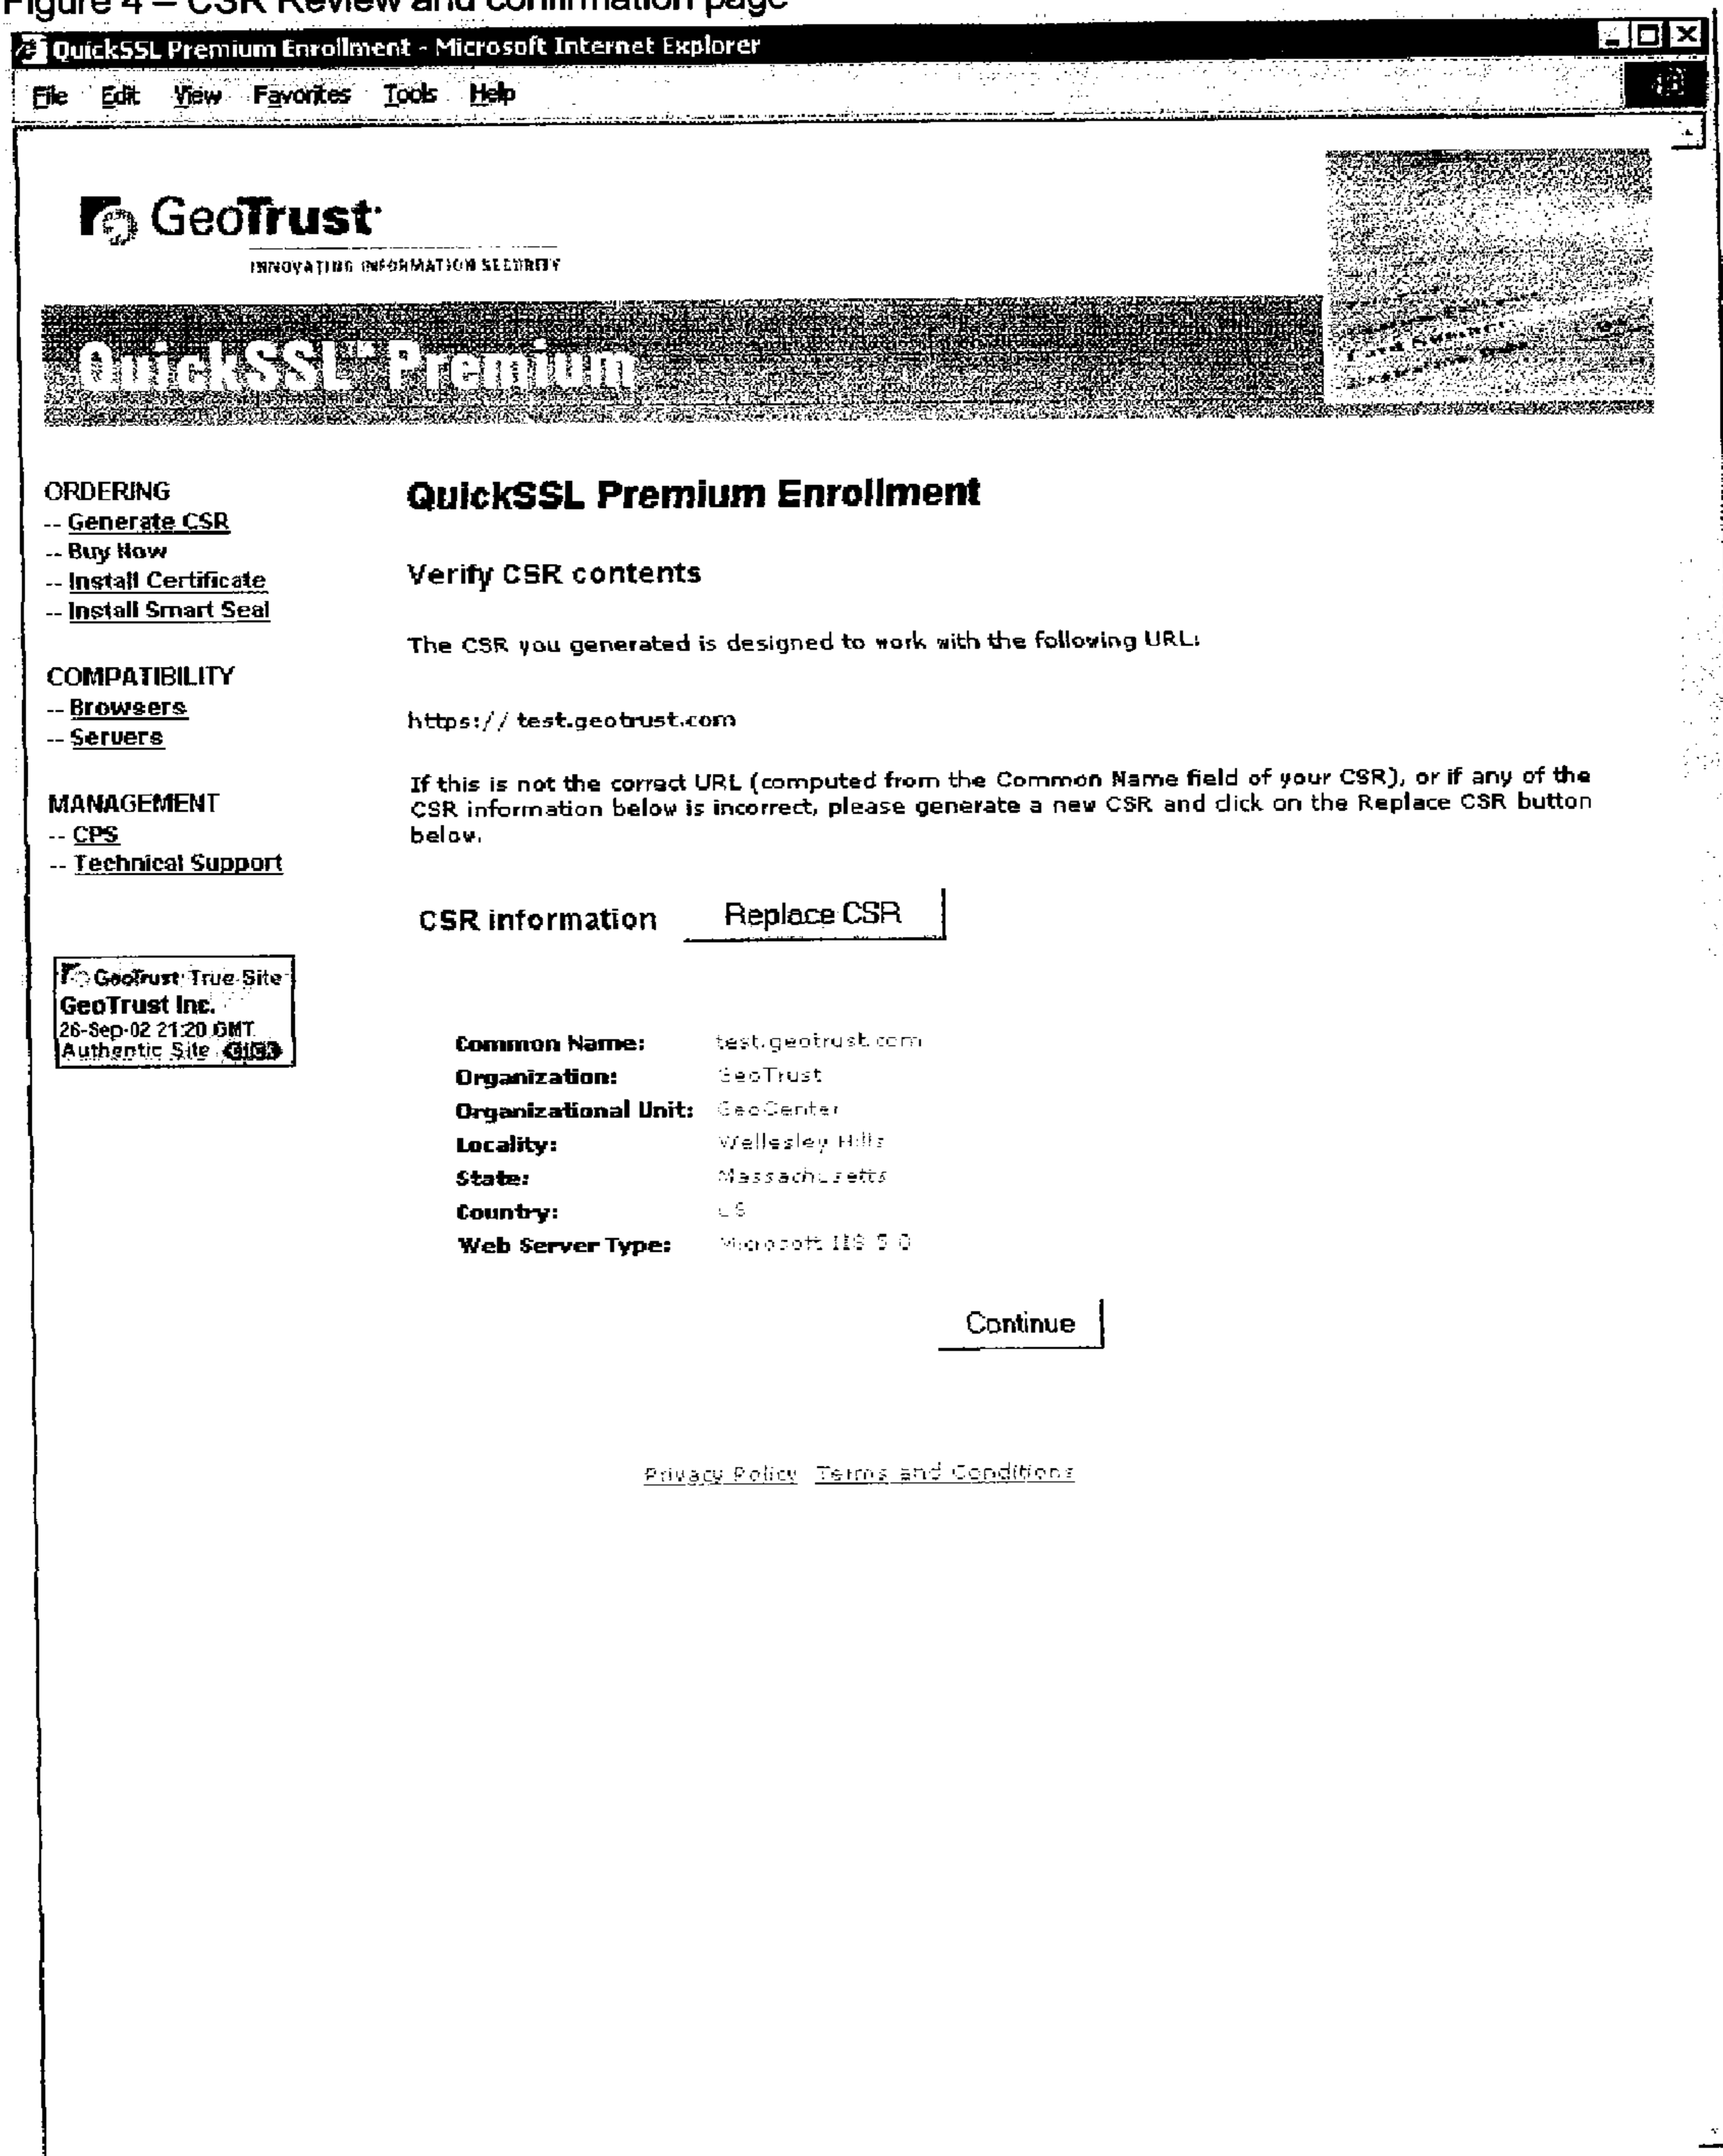 Figure 4 – CSR Review and confirmation page
QuickSSL Premium Enrollment - Microsoft Internet Explorer
File Edit View Favorites Tools Help
GeoTrust
INNOVATING INFORMATION SECURITY
QuickSSL™ Premium
ORDERING
-- Generate CSR
-- Buy Now
-- Install Certificate
-- Install Smart Seal
COMPATIBILITY
-- Browsers
-- Servers
MANAGEMENT
-- CPS
-- Technical Support
GeoTrust True Site
GeoTrust Inc.
26-Sep-02 21:20 GMT
Authentic Site
QuickSSL Premium Enrollment
Verify CSR contents
The CSR you generated is designed to work with the following URL:
https:// test.geotrust.com
If this is not the correct URL (computed from the Common Name field of your CSR), or if any of the
CSR information below is incorrect, please generate a new CSR and click on the Replace CSR button
below.
CSR information Replace CSR
Common Name: test.geotrust.com
Organization: GeoTrust
Organizational Unit: GeoCenter
Locality: Wellesley Hills
State: Massachusetts
Country: US
Web Server Type: Microsoft IIS 5.0
Continue
Privacy Policy Terms and Conditions